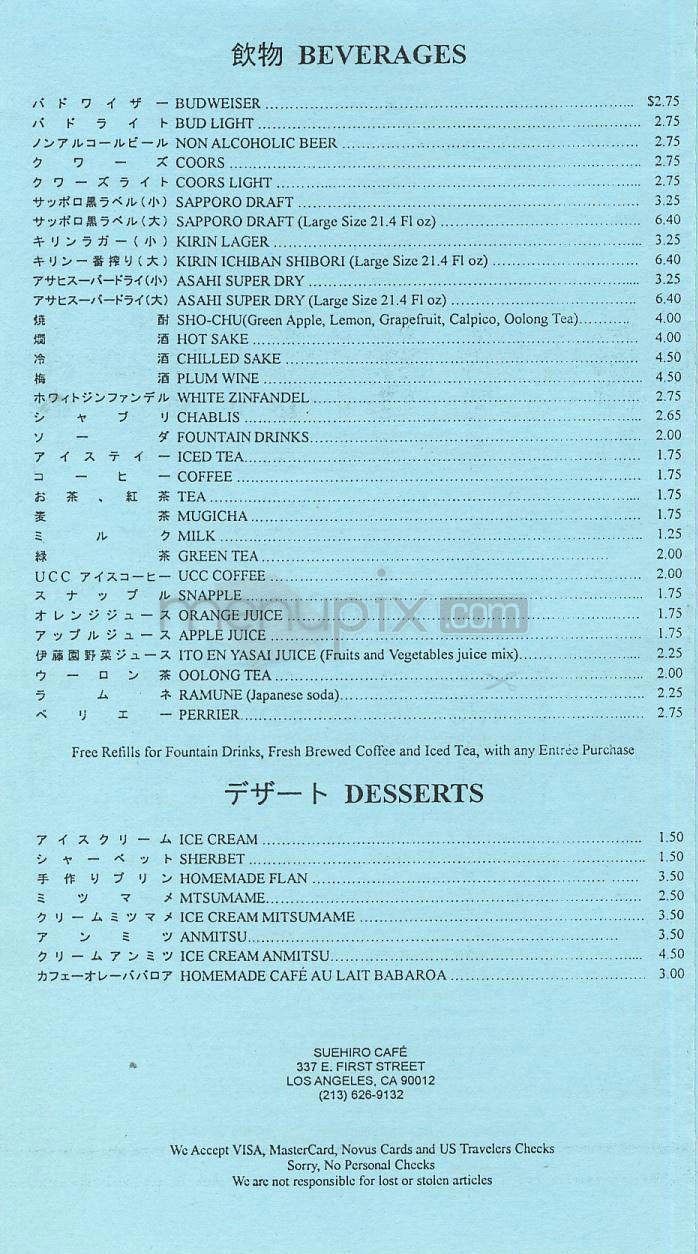 飲物 BEVERAGES
バドワイザー BUDWEISER $2.75
バドライト BUD LIGHT 2.75
ノンアルコールビール NON ALCOHOLIC BEER 2.75
クワーズ COORS 2.75
クワーズライト COORS LIGHT 2.75
サッポロ黒ラベル(小) SAPPORO DRAFT 3.25
サッポロ黒ラベル(大) SAPPORO DRAFT (Large Size 21.4 Fl oz) 6.40
キリンラガー(小) KIRIN LAGER 3.25
キリン一番搾り(大) KIRIN ICHIBAN SHIBORI (Large Size 21.4 Fl oz) 6.40
アサヒスーパードライ(小) ASAHI SUPER DRY 3.25
アサヒスーパードライ(大) ASAHI SUPER DRY (Large Size 21.4 Fl oz) 6.40
焼酎 SHO-CHU(Green Apple, Lemon, Grapefruit, Calpico, Oolong Tea) 4.00
燗酒 HOT SAKE 4.00
冷酒 CHILLED SAKE 4.50
梅酒 PLUM WINE 4.50
ホワィトジンファンデル WHITE ZINFANDEL 2.75
シャブリ CHABLIS 2.65
ソーダ FOUNTAIN DRINKS 2.00
アイスティー ICED TEA 1.75
コーヒー COFFEE 1.75
お茶、紅茶 TEA 1.75
麦茶 MUGICHA 1.75
ミルク MILK 1.25
緑茶 GREEN TEA 2.00
UCC アイスコーヒー UCC COFFEE 2.00
スナップル SNAPPLE 1.75
オレンジジュース ORANGE JUICE 1.75
アップルジュース APPLE JUICE 1.75
伊藤園野菜ジュース ITO EN YASAI JUICE (Fruits and Vegetables juice mix) 2.25
ウーロン茶 OOLONG TEA 2.00
ラムネ RAMUNE (Japanese soda) 2.25
ペリエー PERRIER 2.75
menupix.com
Free Refills for Fountain Drinks, Fresh Brewed Coffee and Iced Tea, with any Entrée Purchase
デザート DESSERTS
アイスクリーム ICE CREAM 1.50
シャーベット SHERBET 1.50
手作りプリン HOMEMADE FLAN 3.50
ミツマメ MTSUMAME 2.50
クリームミツマメ ICE CREAM MITSUMAME 3.50
アンミツ ANMITSU 3.50
クリームアンミツ ICE CREAM ANMITSU 4.50
カフェーオレーババロア HOMEMADE CAFÉ AU LAIT BABAROA 3.00
SUEHIRO CAFÉ
337 E. FIRST STREET
LOS ANGELES, CA 90012
(213) 626-9132
We Accept VISA, MasterCard, Novus Cards and US Travelers Checks
Sorry, No Personal Checks
We are not responsible for lost or stolen articles